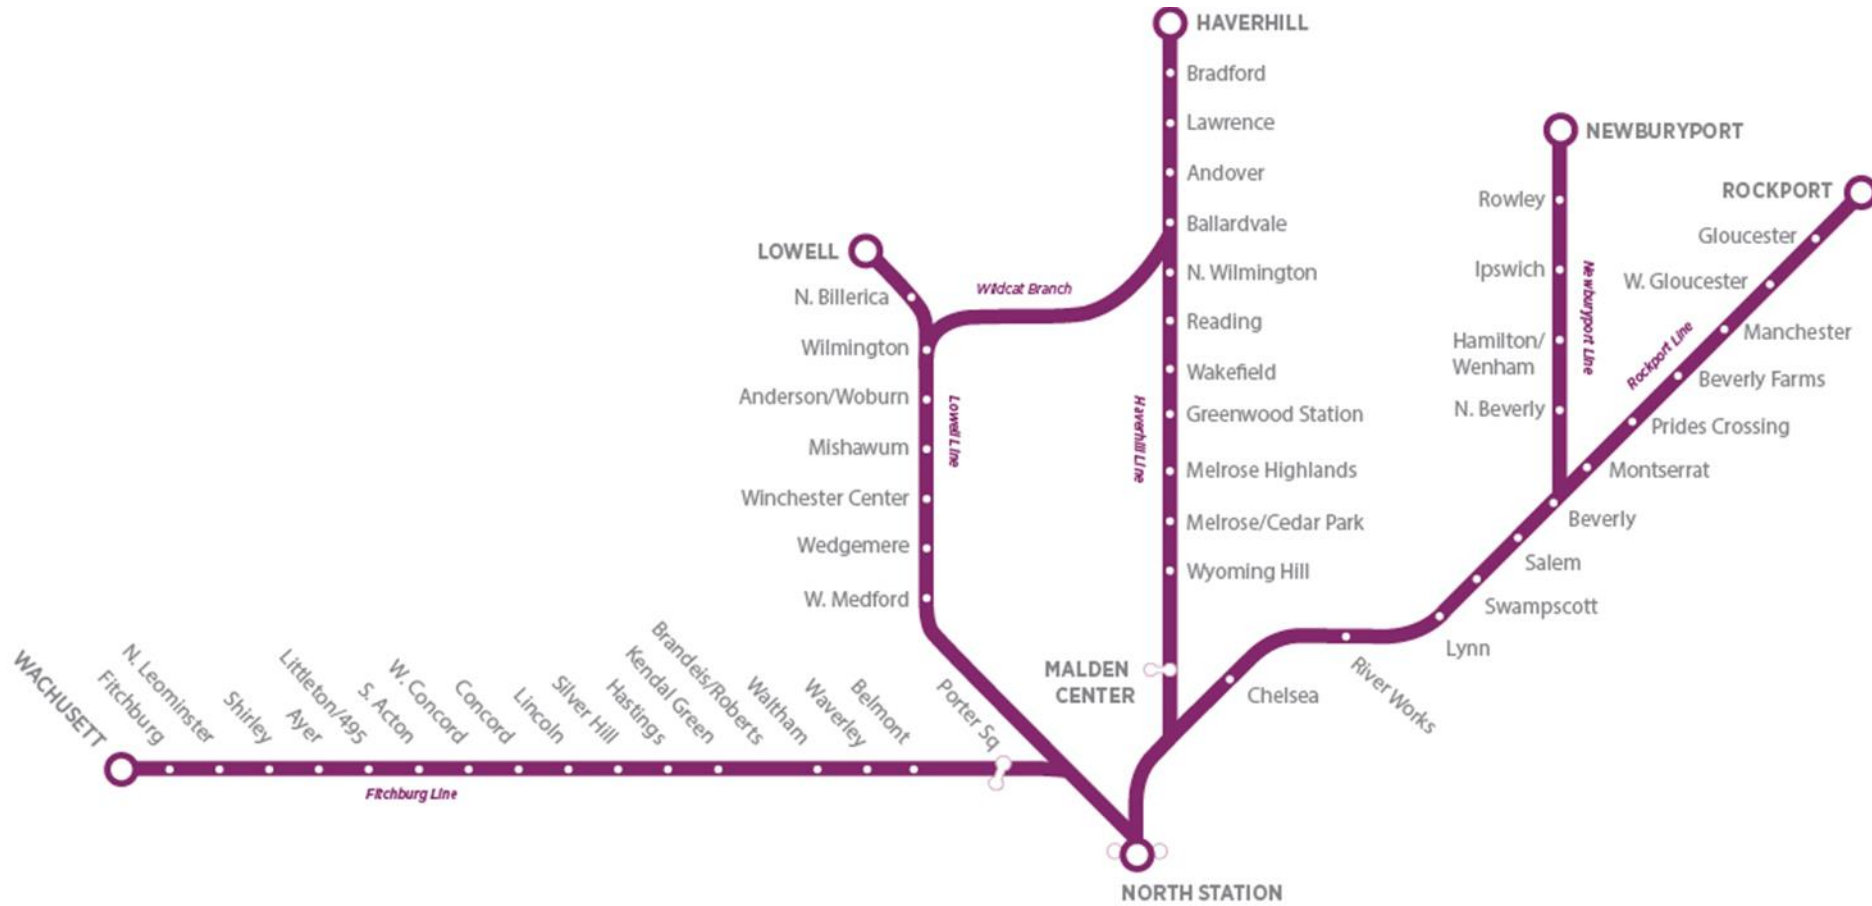 HAVERHILL
Bradford
Lawrence
Andover
Ballardvale
N. Wilmington
Reading
Wakefield
Greenwood Station
Melrose Highlands
Melrose/Cedar Park
Wyoming Hill
MALDEN
CENTER
Haverhill Line
Wildcat Branch
LOWELL
N. Billerica
Wilmington
Anderson/Woburn
Mishawum
Winchester Center
Wedgemere
W. Medford
Lowell Line
NEWBURYPORT
Rowley
Ipswich
Hamilton/
Wenham
N. Beverly
Newburyport Line
ROCKPORT
Gloucester
W. Gloucester
Manchester
Beverly Farms
Prides Crossing
Montserrat
Rockport Line
Beverly
Salem
Swampscott
Lynn
River Works
Chelsea
WACHUSETT
Fitchburg
N. Leominster
Shirley
Ayer
Littleton/495
S. Acton
W. Concord
Concord
Lincoln
Silver Hill
Hastings
Kendal Green
Brandeis/Roberts
Waltham
Waverley
Belmont
Porter Sq
Fitchburg Line
NORTH STATION